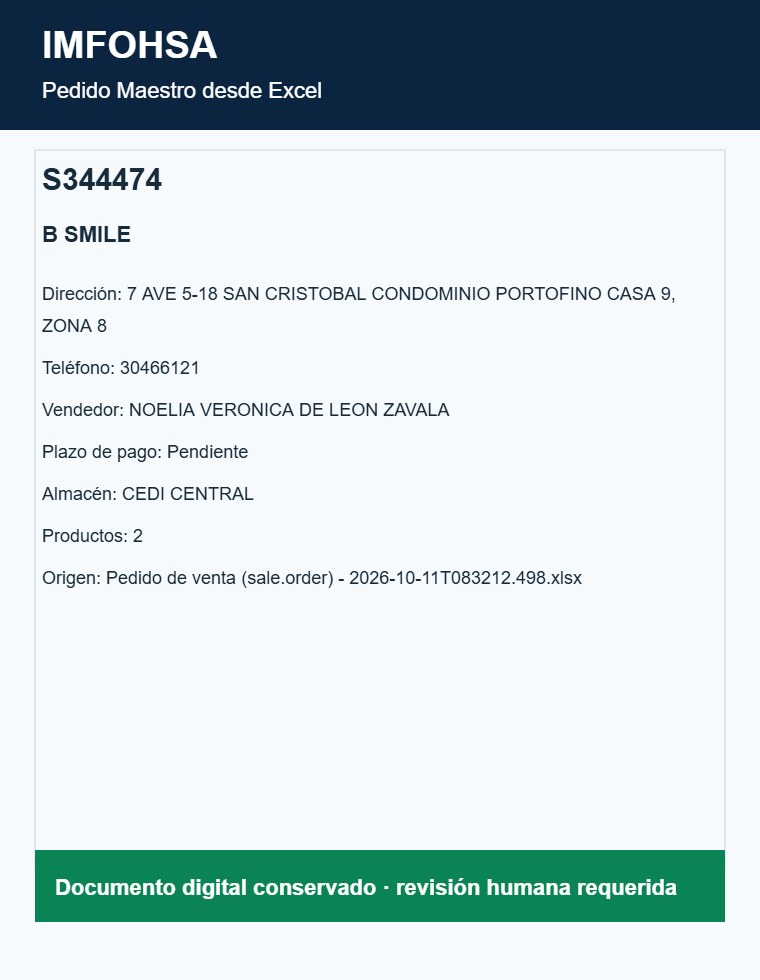 IMFOHSA
Pedido Maestro desde Excel
S344474
B SMILE
Dirección: 7 AVE 5-18 SAN CRISTOBAL CONDOMINIO PORTOFINO CASA 9,
ZONA 8
Teléfono: 30466121
Vendedor: NOELIA VERONICA DE LEON ZAVALA
Plazo de pago: Pendiente
Almacén: CEDI CENTRAL
Productos: 2
Origen: Pedido de venta (sale.order) - 2026-10-11T083212.498.xlsx
Documento digital conservado · revisión humana requerida